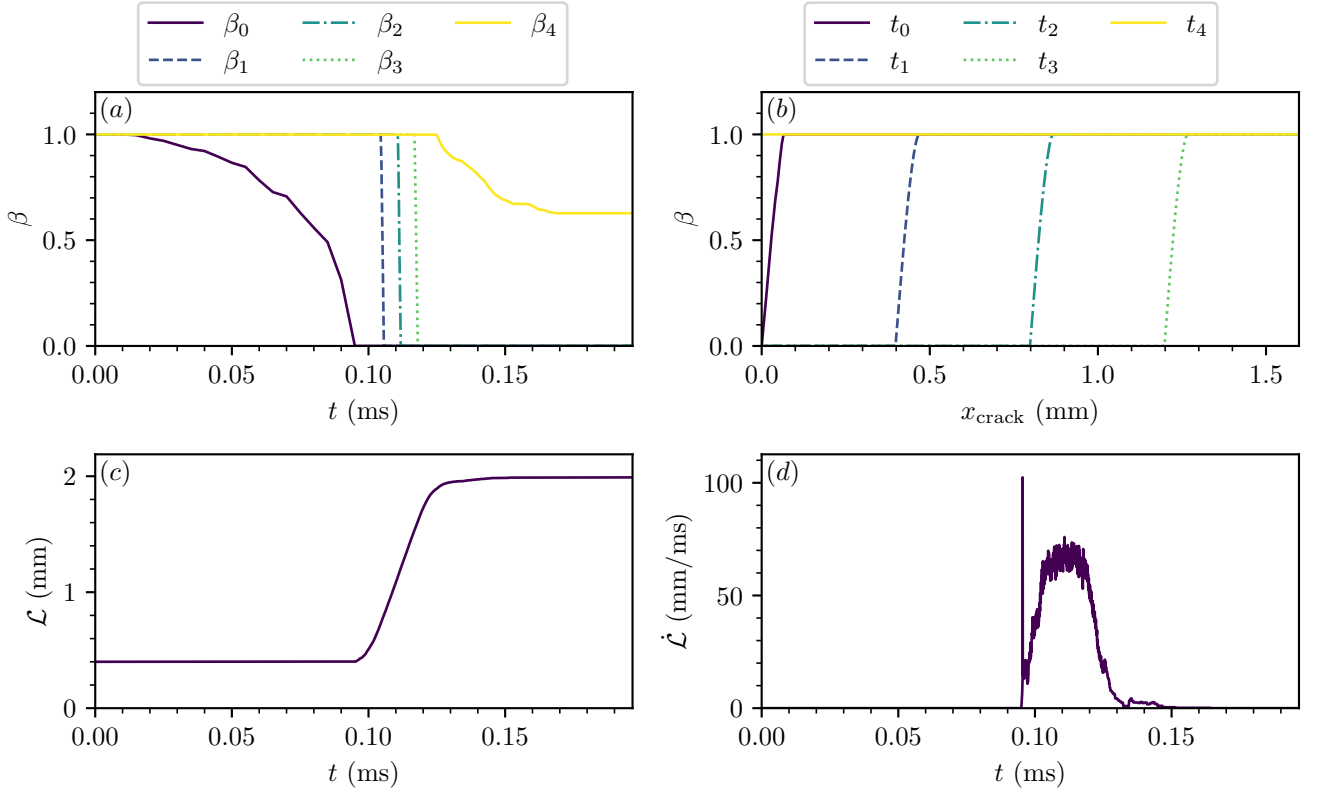 β₀ β₂ β₄
β₁ β₃
t₀ t₂ t₄
t₁ t₃
(a)
1.0
0.5
0.0
β
0.00 0.05 0.10 0.15
t (ms)
(b)
1.0
0.5
0.0
β
0.0 0.5 1.0 1.5
x_crack (mm)
(c)
2
1
0
ℒ (mm)
0.00 0.05 0.10 0.15
t (ms)
(d)
100
50
0
ℒ̇ (mm/ms)
0.00 0.05 0.10 0.15
t (ms)